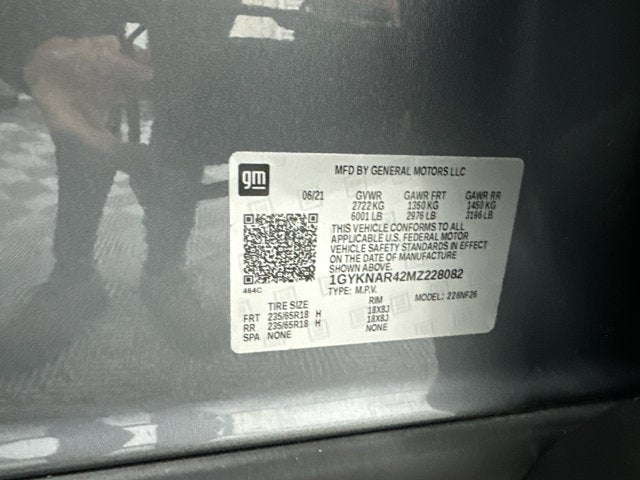 gm
MFD BY GENERAL MOTORS LLC
06/21 GVWR GAWR FRT GAWR RR
2722 KG 1350 KG 1450 KG
6001 LB 2976 LB 3196 LB
THIS VEHICLE CONFORMS TO ALL
APPLICABLE U.S. FEDERAL MOTOR
VEHICLE SAFETY STANDARDS IN EFFECT
ON THE DATE OF MANUFACTURE
SHOWN ABOVE.
1GYKNAR42MZ228082
464C
TYPE: M.P.V. MODEL: 226NF26
TIRE SIZE RIM
FRT 235/65R18 H 18X8J
RR 235/65R18 H 18X8J
SPA NONE NONE